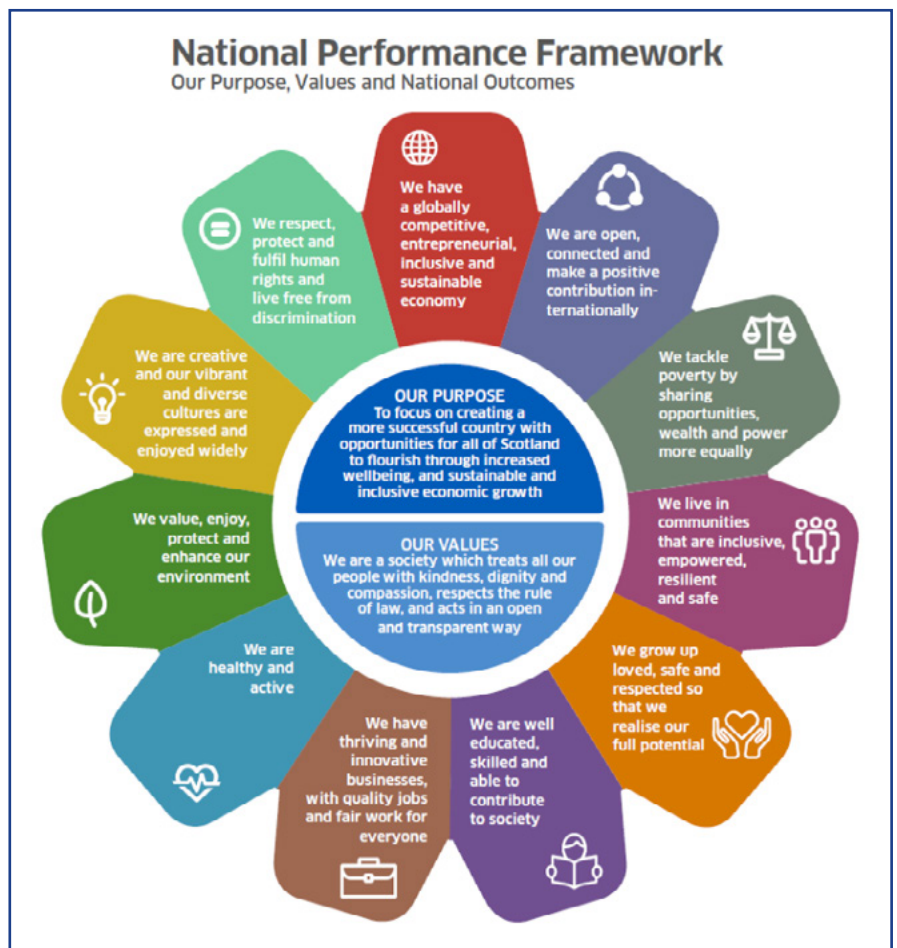 National Performance Framework
Our Purpose, Values and National Outcomes
We have
a globally
competitive,
entrepreneurial,
inclusive and
sustainable
economy
We are open,
connected and
make a positive
contribution in-
ternationally
We tackle
poverty by
sharing
opportunities,
wealth and power
more equally
We live in
communities
that are inclusive,
empowered,
resilient
and safe
We grow up
loved, safe and
respected so
that we
realise our
full potential
We are well
educated,
skilled and
able to
contribute
to society
We have
thriving and
innovative
businesses,
with quality jobs
and fair work for
everyone
We are
healthy and
active
We value, enjoy,
protect and
enhance our
environment
We are creative
and our vibrant
and diverse
cultures are
expressed and
enjoyed widely
We respect,
protect and
fulfil human
rights and
live free from
discrimination
OUR PURPOSE
To focus on creating a
more successful country with
opportunities for all of Scotland
to flourish through increased
wellbeing, and sustainable and
inclusive economic growth
OUR VALUES
We are a society which treats all our
people with kindness, dignity and
compassion, respects the rule
of law, and acts in an open
and transparent way